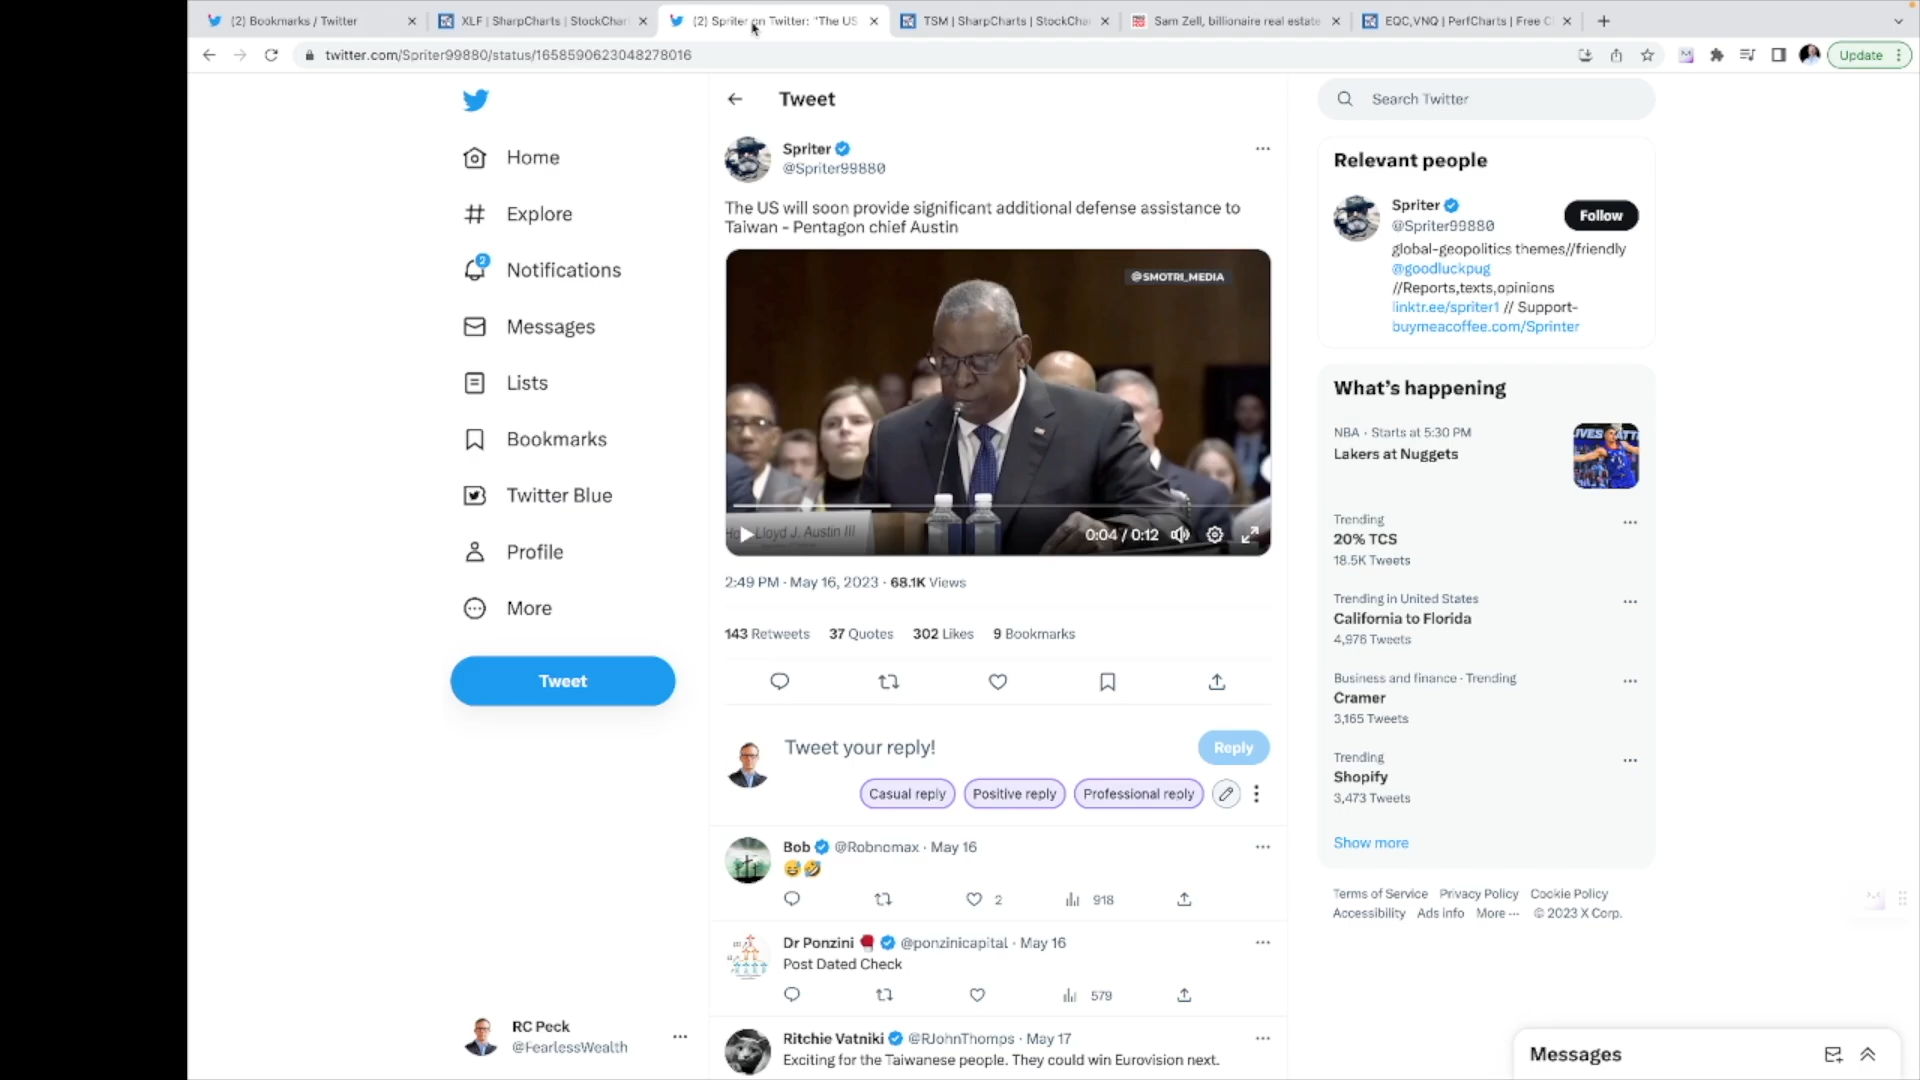 (2) Bookmarks / Twitter
XLF | SharpCharts | StockChar
(2) Spriter on Twitter: "The US
TSM | SharpCharts | StockChar
Sam Zell, billionaire real estate
EQC,VNQ | PerfCharts | Free C
twitter.com/Spriter99880/status/1658590623048278016
Update
Home
Explore
2
Notifications
Messages
Lists
Bookmarks
Twitter Blue
Profile
More
Tweet
RC Peck
@FearlessWealth
Tweet
Spriter
@Spriter99880
The US will soon provide significant additional defense assistance to
Taiwan - Pentagon chief Austin
@SMOTRI_MEDIA
Lloyd J. Austin III
0:04 / 0:12
2:49 PM · May 16, 2023 · 68.1K Views
143 Retweets 37 Quotes 302 Likes 9 Bookmarks
Tweet your reply!
Reply
Casual reply
Positive reply
Professional reply
Bob @Robnomax · May 16
😅🤣
2
918
Dr Ponzini @ponzinicapital · May 16
Post Dated Check
579
Ritchie Vatniki @RJohnThomps · May 17
Exciting for the Taiwanese people. They could win Eurovision next.
Search Twitter
Relevant people
Spriter
@Spriter99880
Follow
global-geopolitics themes//friendly
@goodluckpug
//Reports,texts,opinions
linktr.ee/spriter1 // Support-
buymeacoffee.com/Sprinter
What's happening
NBA · Starts at 5:30 PM
Lakers at Nuggets
Trending
20% TCS
18.5K Tweets
Trending in United States
California to Florida
4,976 Tweets
Business and finance · Trending
Cramer
3,165 Tweets
Trending
Shopify
3,473 Tweets
Show more
Terms of Service Privacy Policy Cookie Policy
Accessibility Ads info More ··· © 2023 X Corp.
Messages